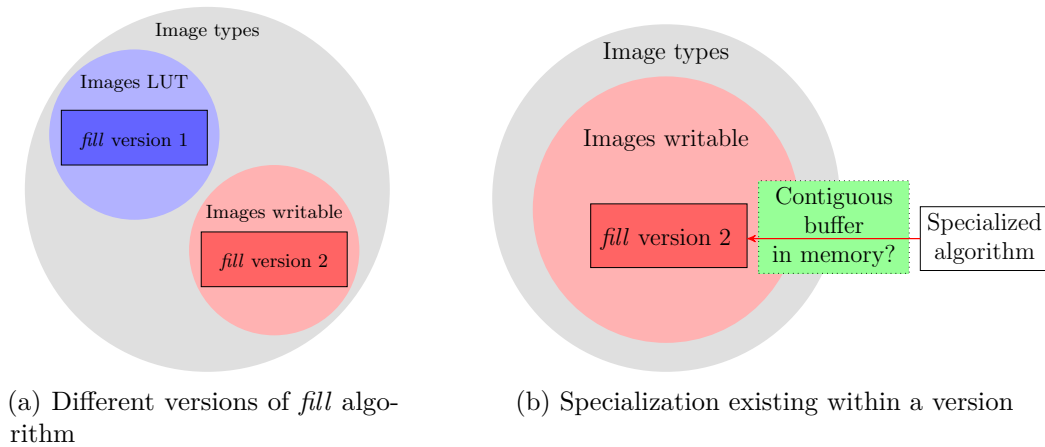 Image types
Images LUT
fill version 1
Images writable
fill version 2
(a) Different versions of fill algo-
rithm
Image types
Images writable
fill version 2
Contiguous
buffer
in memory?
Specialized
algorithm
(b) Specialization existing within a version